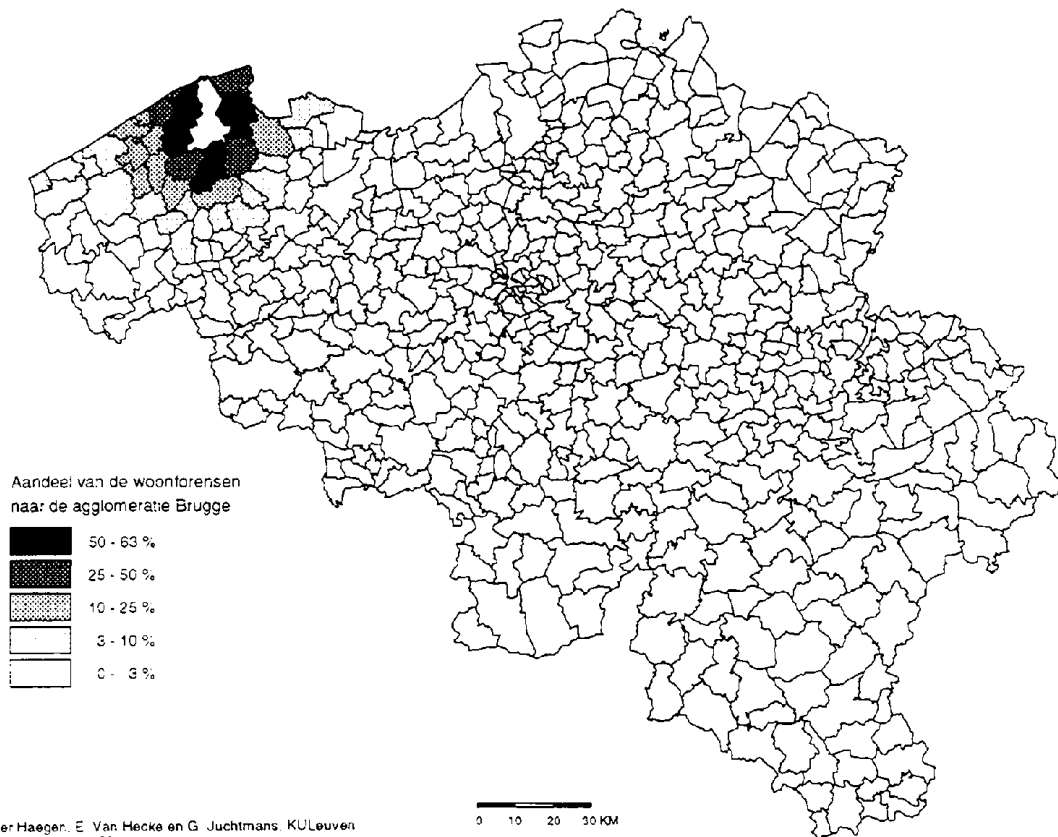 Aandeel van de woonforensen
naar de agglomeratie Brugge
50 - 63 %
25 - 50 %
10 - 25 %
3 - 10 %
0 - 3 %
0 10 20 30 KM
er Haegen, E. Van Hecke en G. Juchtmans, KULeuven